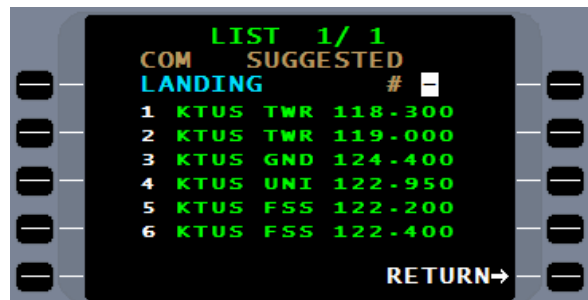 LIST 1/ 1
COM SUGGESTED
LANDING # -
1 KTUS TWR 118.300
2 KTUS TWR 119.000
3 KTUS GND 124.400
4 KTUS UNI 122.950
5 KTUS FSS 122.200
6 KTUS FSS 122.400
RETURN→